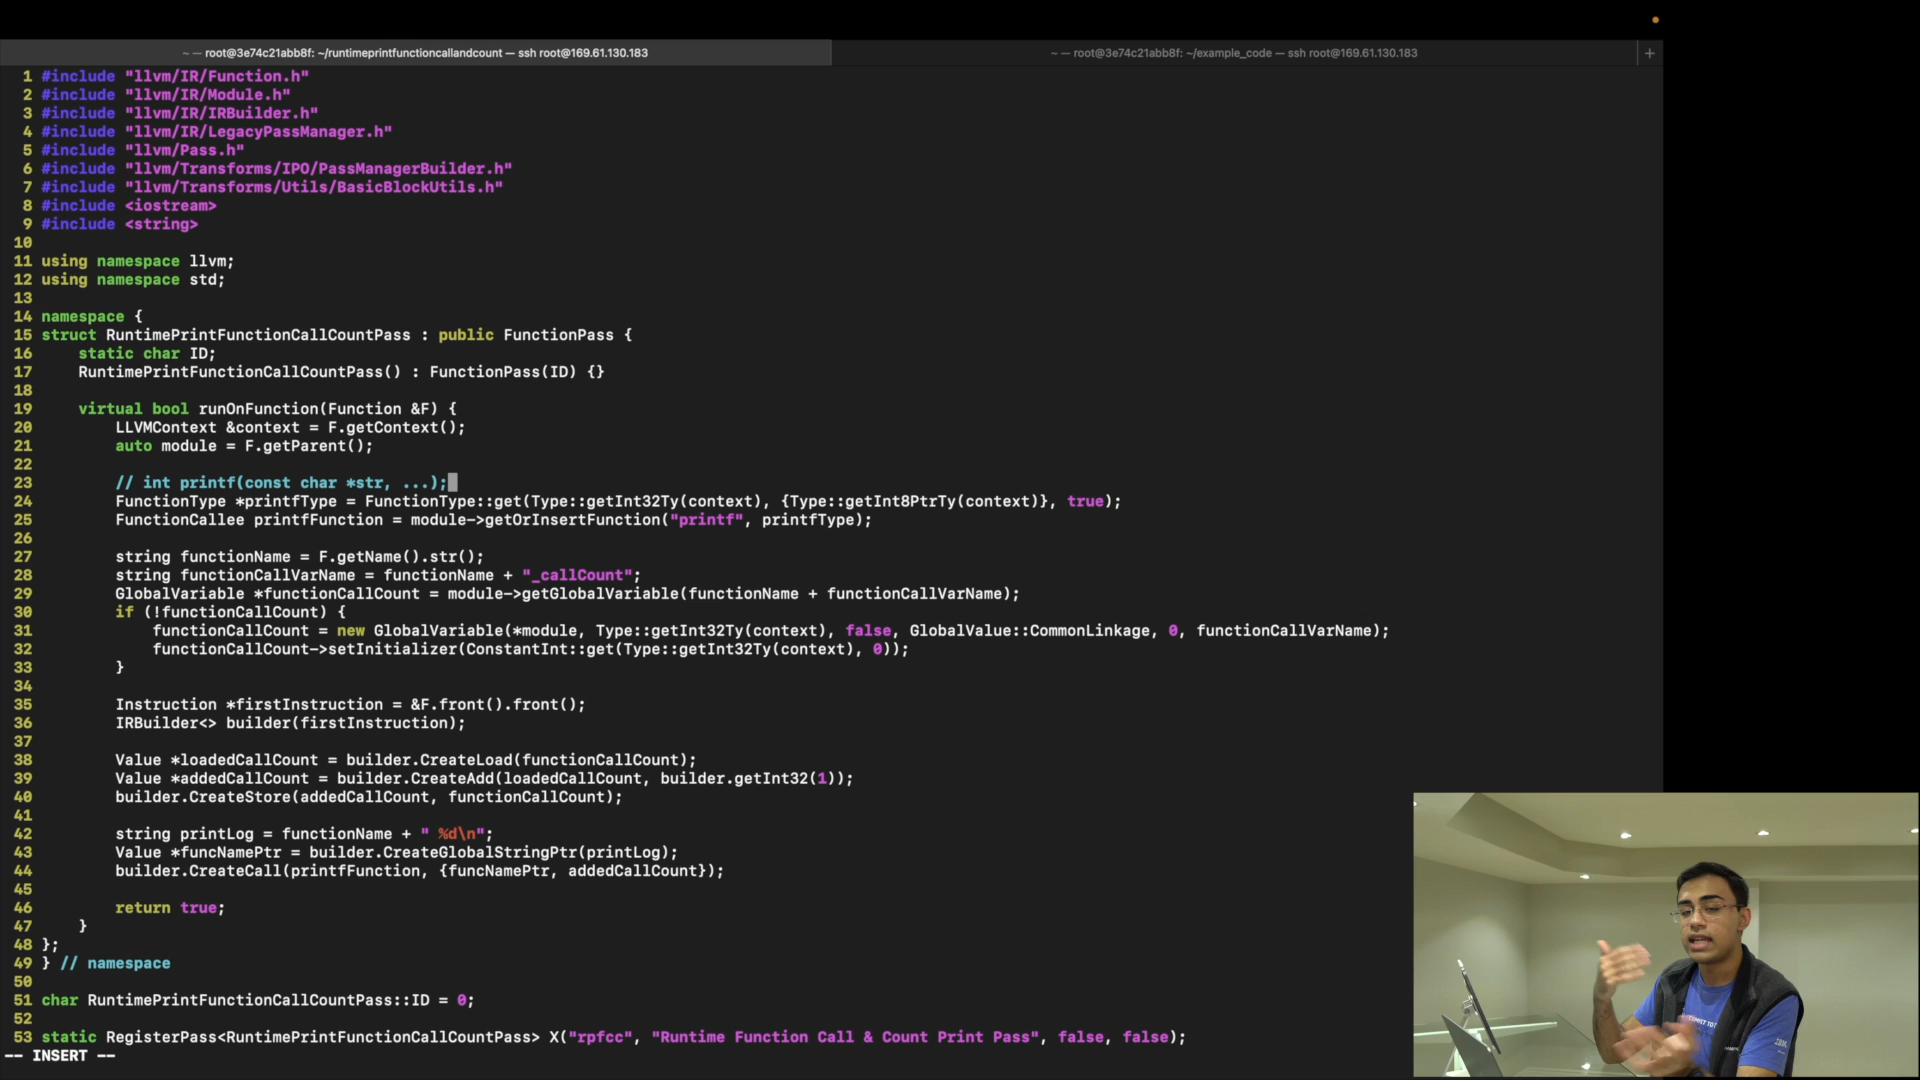 ~ — root@3e74c21abb8f: ~/runtimeprintfunctioncallandcount — ssh root@169.61.130.183
~ — root@3e74c21abb8f: ~/example_code — ssh root@169.61.130.183
+
1 #include "llvm/IR/Function.h"
2 #include "llvm/IR/Module.h"
3 #include "llvm/IR/IRBuilder.h"
4 #include "llvm/IR/LegacyPassManager.h"
5 #include "llvm/Pass.h"
6 #include "llvm/Transforms/IPO/PassManagerBuilder.h"
7 #include "llvm/Transforms/Utils/BasicBlockUtils.h"
8 #include <iostream>
9 #include <string>
10
11 using namespace llvm;
12 using namespace std;
13
14 namespace {
15 struct RuntimePrintFunctionCallCountPass : public FunctionPass {
16     static char ID;
17     RuntimePrintFunctionCallCountPass() : FunctionPass(ID) {}
18
19     virtual bool runOnFunction(Function &F) {
20         LLVMContext &context = F.getContext();
21         auto module = F.getParent();
22
23         // int printf(const char *str, ...);
24         FunctionType *printfType = FunctionType::get(Type::getInt32Ty(context), {Type::getInt8PtrTy(context)}, true);
25         FunctionCallee printfFunction = module->getOrInsertFunction("printf", printfType);
26
27         string functionName = F.getName().str();
28         string functionCallVarName = functionName + "_callCount";
29         GlobalVariable *functionCallCount = module->getGlobalVariable(functionName + functionCallVarName);
30         if (!functionCallCount) {
31             functionCallCount = new GlobalVariable(*module, Type::getInt32Ty(context), false, GlobalValue::CommonLinkage, 0, functionCallVarName);
32             functionCallCount->setInitializer(ConstantInt::get(Type::getInt32Ty(context), 0));
33         }
34
35         Instruction *firstInstruction = &F.front().front();
36         IRBuilder<> builder(firstInstruction);
37
38         Value *loadedCallCount = builder.CreateLoad(functionCallCount);
39         Value *addedCallCount = builder.CreateAdd(loadedCallCount, builder.getInt32(1));
40         builder.CreateStore(addedCallCount, functionCallCount);
41
42         string printLog = functionName + " %d\n";
43         Value *funcNamePtr = builder.CreateGlobalStringPtr(printLog);
44         builder.CreateCall(printfFunction, {funcNamePtr, addedCallCount});
45
46         return true;
47     }
48 };
49 } // namespace
50
51 char RuntimePrintFunctionCallCountPass::ID = 0;
52
53 static RegisterPass<RuntimePrintFunctionCallCountPass> X("rpfcc", "Runtime Function Call & Count Print Pass", false, false);
-- INSERT --